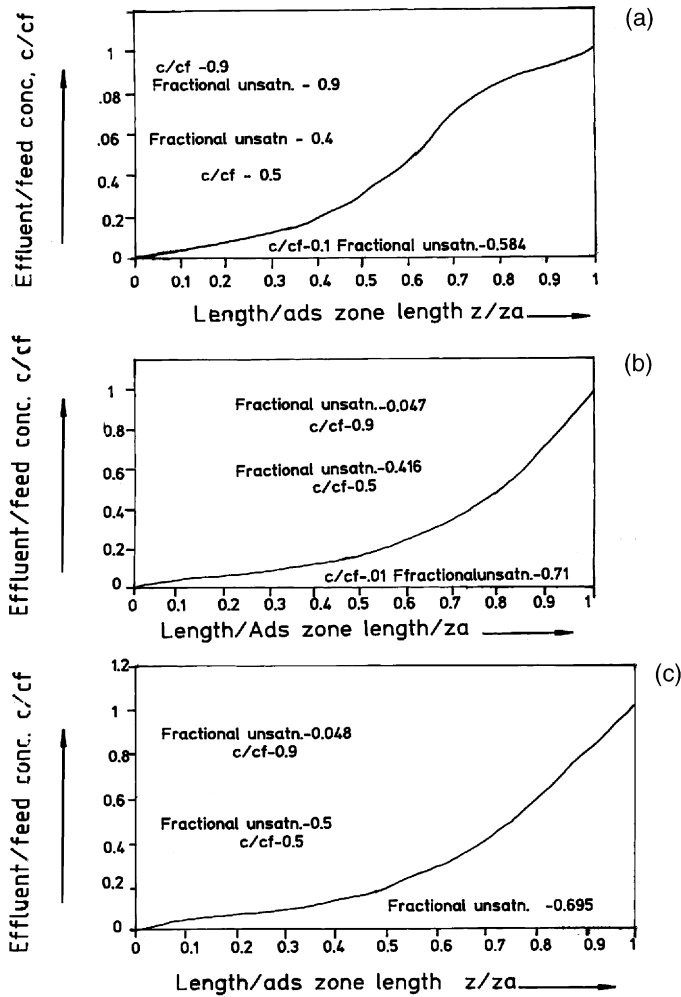 (a)
Effluent/feed conc, c/cf
1
.08
.06
0.4
0.2
0
c/cf -0.9
Fractional unsatn. - 0.9
Fractional unsatn - 0.4
c/cf - 0.5
c/cf-0.1 Fractional unsatn.-0.584
0 0.1 0.2 0.3 0.4 0.5 0.6 0.7 0.8 0.9 1
Length/ads zone length z/za
(b)
Effluent/feed conc. c/cf
1
0.8
0.6
0.4
0.2
0
Fractional unsatn.-0.047
c/cf-0.9
Fractional unsatn.-0.416
c/cf-0.5
c/cf-.01 Ffractionalunsatn.-0.71
0.1 0.2 0.3 0.4 0.5 0.6 0.7 0.8 0.9 1
Length/Ads zone length/za
(c)
Effluent/feed conc. c/cf
1.2
1
0.8
0.6
0.4
0.2
0
Fractional unsatn.-0.048
c/cf-0.9
Fractional unsatn.-0.5
c/cf-0.5
Fractional unsatn. -0.695
0 0.1 0.2 0.3 0.4 0.5 0.6 0.7 0.8 0.9 1
Length/ads zone length z/za